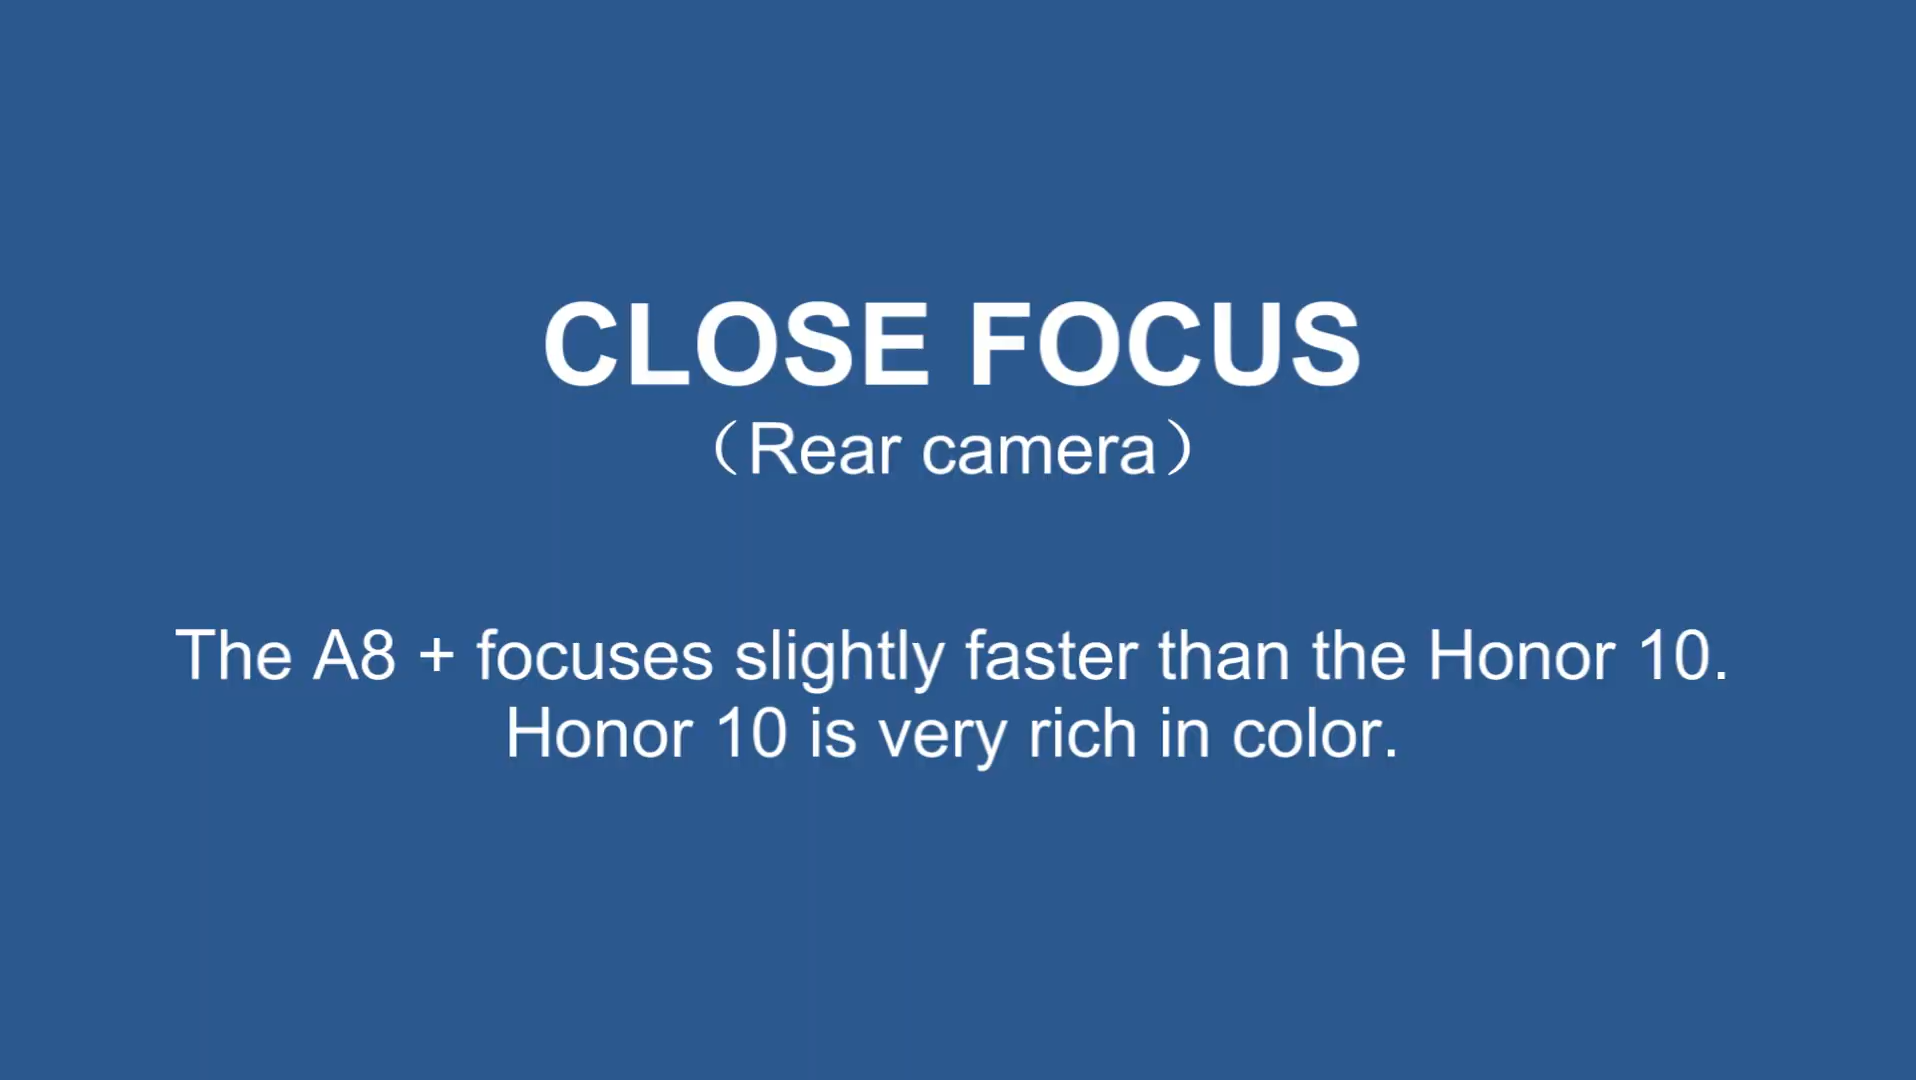 CLOSE FOCUS
（Rear camera）
The A8 + focuses slightly faster than the Honor 10.
Honor 10 is very rich in color.